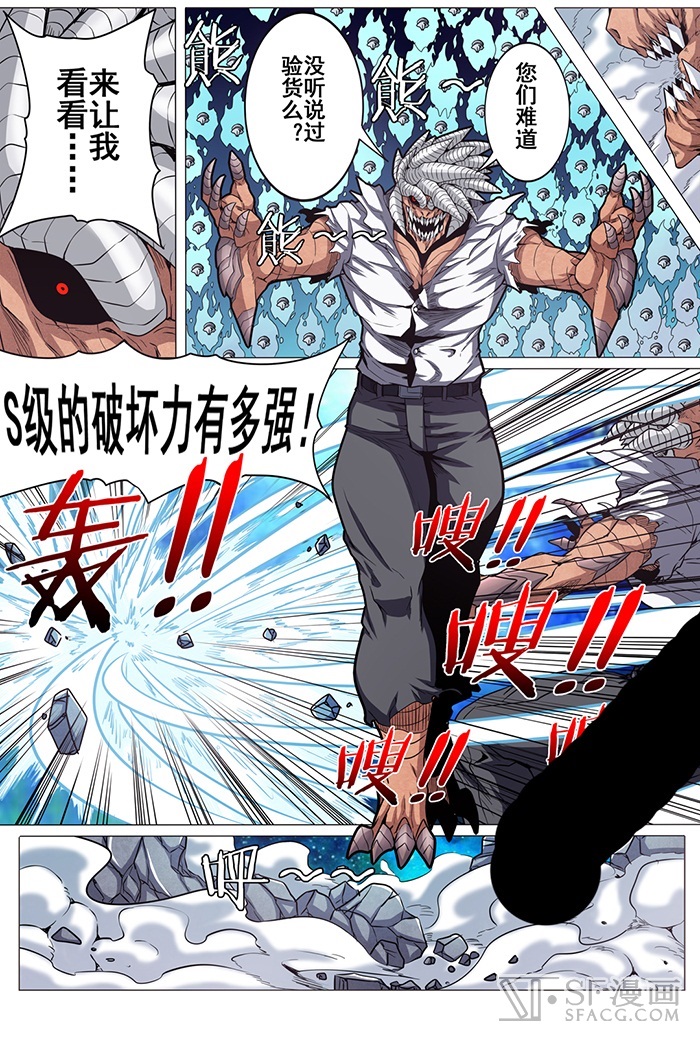 您们难道
没听说过
验货么？
熊～
熊～～
熊～～
来让我
看看……
S级的破坏力有多强！
轰!!
嗖!!
嗖!!
嗖!!
呼～～
SF漫画
SFACG.COM